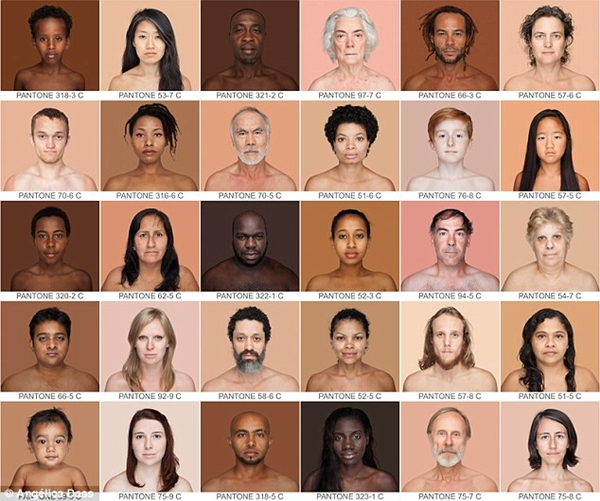 PANTONE 318-3 C PANTONE 53-7 C PANTONE 321-2 C PANTONE 97-7 C PANTONE 66-3 C PANTONE 57-6 C
PANTONE 70-6 C PANTONE 316-6 C PANTONE 70-5 C PANTONE 51-6 C PANTONE 76-8 C PANTONE 57-5 C
PANTONE 320-2 C PANTONE 62-5 C PANTONE 322-1 C PANTONE 52-3 C PANTONE 94-5 C PANTONE 54-7 C
PANTONE 66-5 C PANTONE 92-9 C PANTONE 58-6 C PANTONE 52-5 C PANTONE 57-8 C PANTONE 51-5 C
© Angélica Dass
PANTONE 75-9 C PANTONE 318-5 C PANTONE 323-1 C PANTONE 75-7 C PANTONE 75-8 C